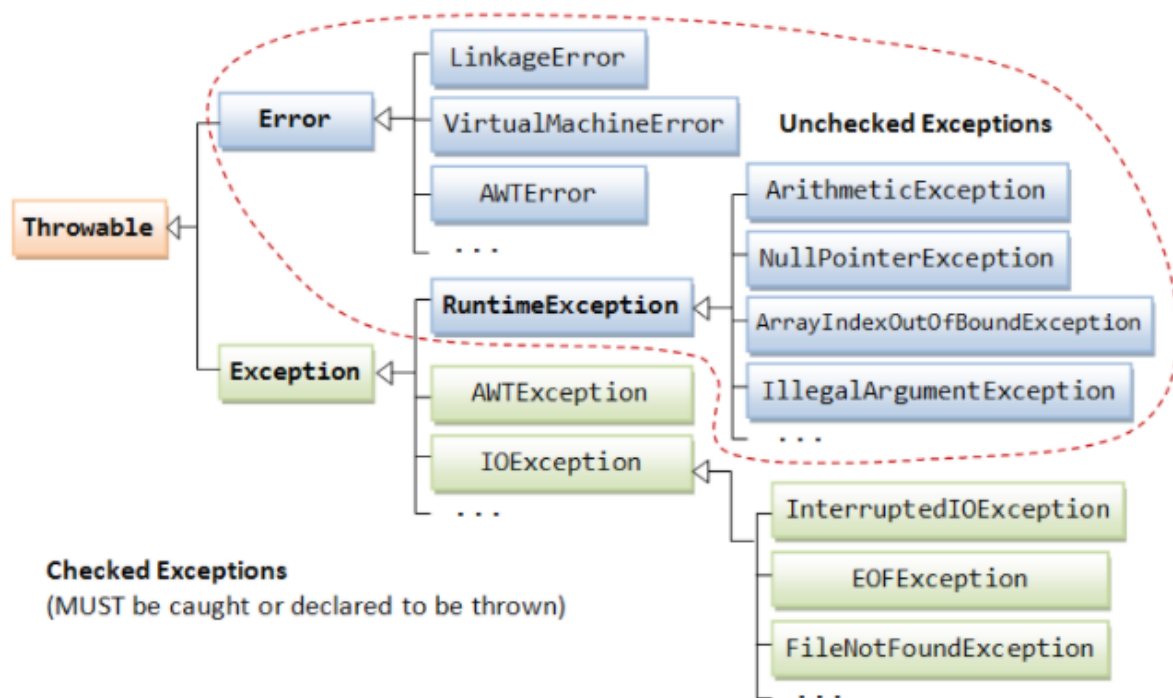 LinkageError
Error
VirtualMachineError
Unchecked Exceptions
AWTError
ArithmeticException
Throwable
...
NullPointerException
RuntimeException
ArrayIndexOutOfBoundException
Exception
AWTException
IllegalArgumentException
...
IOException
...
InterruptedIOException
Checked Exceptions
EOFException
(MUST be caught or declared to be thrown)
FileNotFoundException
...